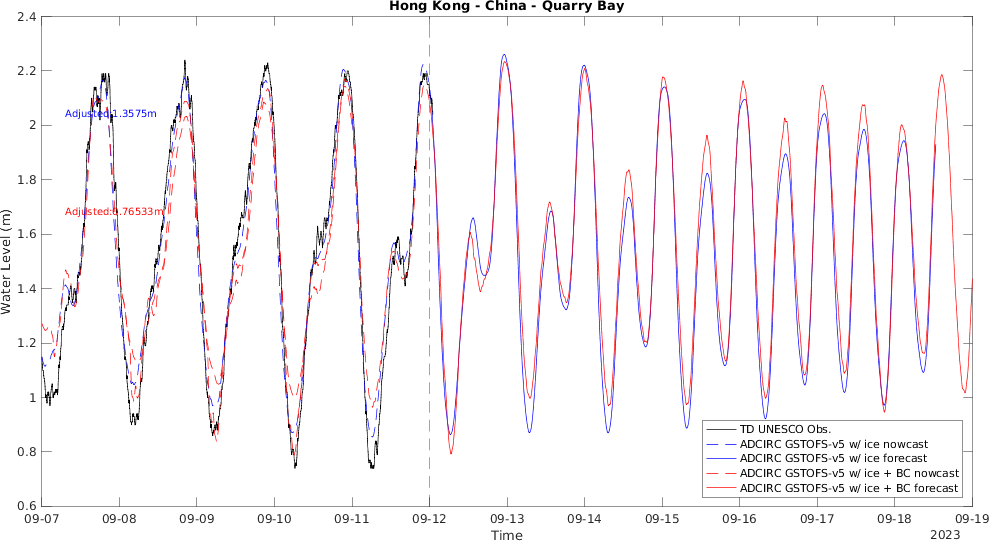 Hong Kong - China - Quarry Bay
2.4
2.2
2
1.8
1.6
1.4
1.2
1
0.8
0.6
Water Level (m)
Adjusted:1.3575m
Adjusted:0.76533m
TD UNESCO Obs.
ADCIRC GSTOFS-v5 w/ ice nowcast
ADCIRC GSTOFS-v5 w/ ice forecast
ADCIRC GSTOFS-v5 w/ ice + BC nowcast
ADCIRC GSTOFS-v5 w/ ice + BC forecast
09-07 09-08 09-09 09-10 09-11 09-12 09-13 09-14 09-15 09-16 09-17 09-18 09-19
Time
2023